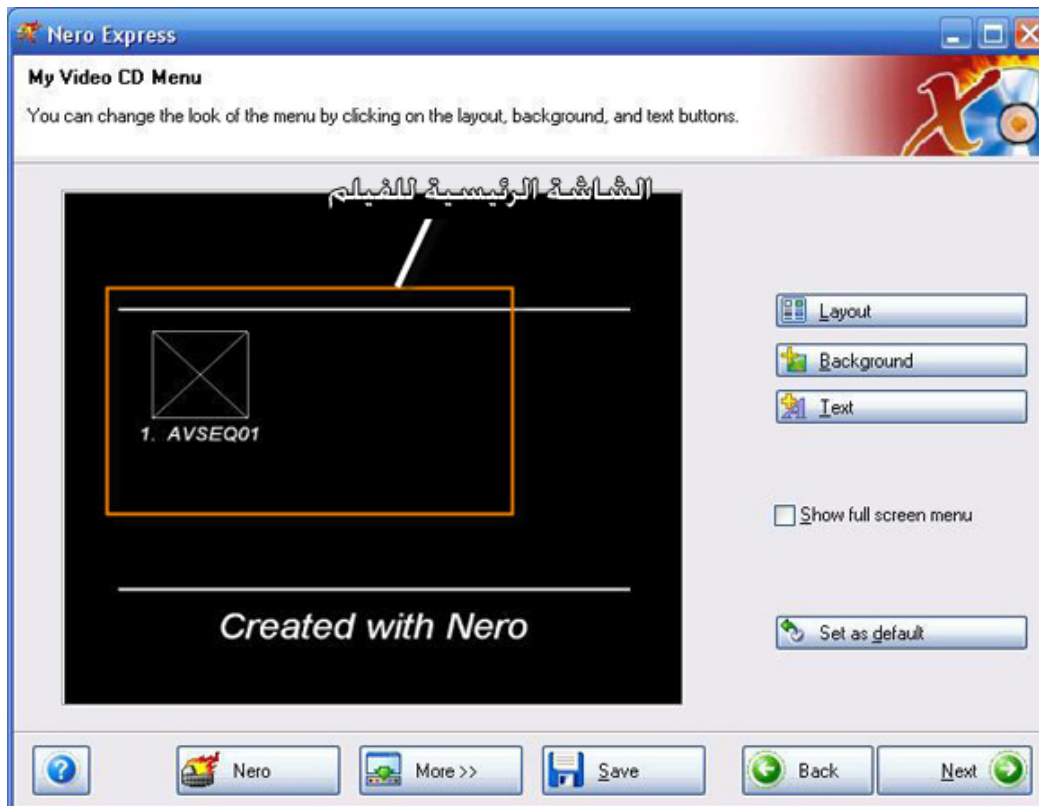 Nero Express
My Video CD Menu
You can change the look of the menu by clicking on the layout, background, and text buttons.
الشاشة الرئيسية للفيلم
Layout
Background
Text
1. AVSEQ01
Show full screen menu
Created with Nero
Set as default
Nero
More >>
Save
Back
Next